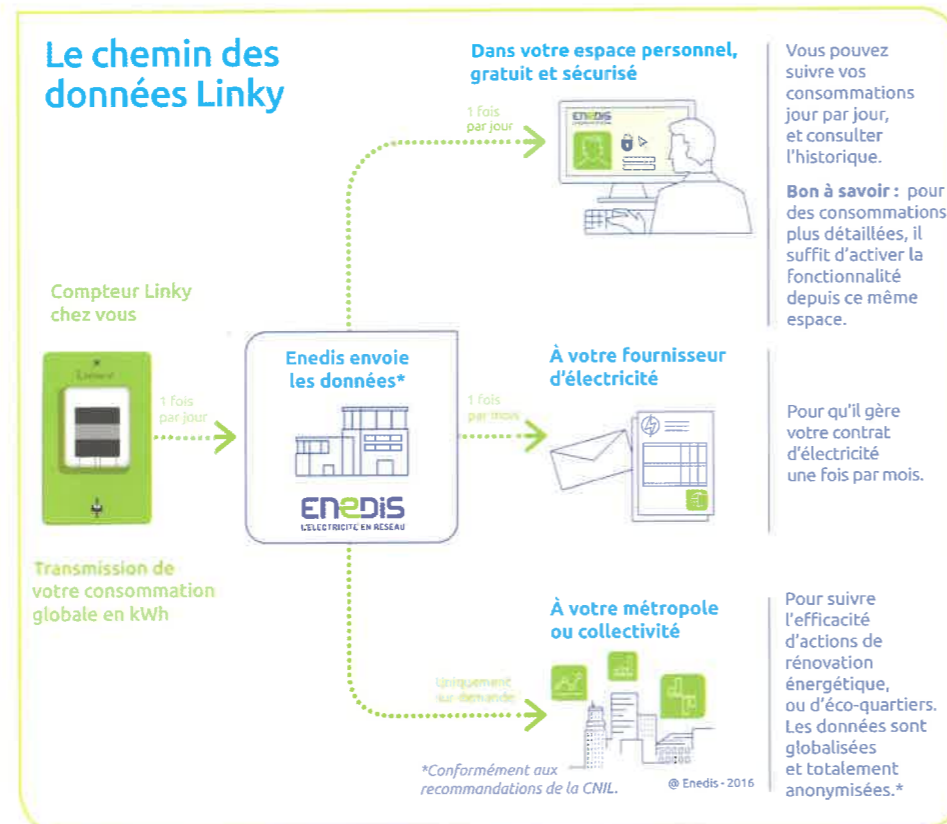 Le chemin des
données Linky
Compteur Linky
chez vous
Transmission de
votre consommation
globale en kWh
1 fois
par jour
Enedis envoie
les données*
ENEDIS
L'ELECTRICITE EN RESEAU
1 fois
par jour
Dans votre espace personnel,
gratuit et sécurisé
ENEDIS
Vous pouvez
suivre vos
consommations
jour par jour,
et consulter
l'historique.
Bon à savoir : pour
des consommations
plus détaillées, il
suffit d'activer la
fonctionnalité
depuis ce même
espace.
1 fois
par mois
À votre fournisseur
d'électricité
Pour qu'il gère
votre contrat
d'électricité
une fois par mois.
Uniquement
sur demande
À votre métropole
ou collectivité
Pour suivre
l'efficacité
d'actions de
rénovation
énergétique,
ou d'éco-quartiers.
Les données sont
globalisées
et totalement
anonymisées.*
*Conformément aux
recommandations de la CNIL.
@ Enedis - 2016